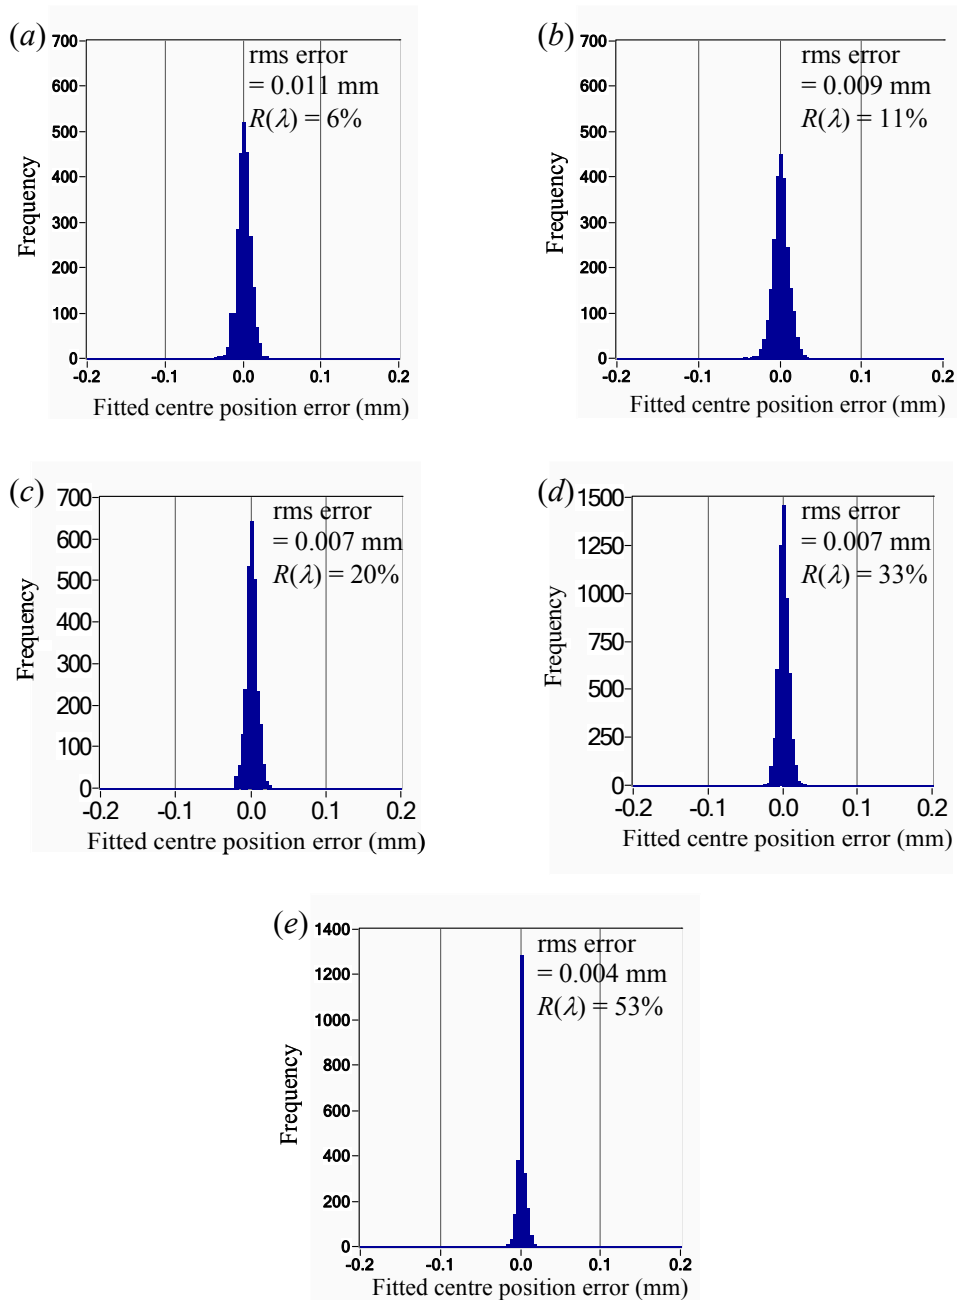 (a)
700
600
500
400
300
200
100
0
Frequency
rms error
= 0.011 mm
R(λ) = 6%
-0.2 -0.1 0.0 0.1 0.2
Fitted centre position error (mm)
(b)
700
600
500
400
300
200
100
0
Frequency
rms error
= 0.009 mm
R(λ) = 11%
-0.2 -0.1 0.0 0.1 0.2
Fitted centre position error (mm)
(c)
700
600
500
400
300
200
100
0
Frequency
rms error
= 0.007 mm
R(λ) = 20%
-0.2 -0.1 0.0 0.1 0.2
Fitted centre position error (mm)
(d)
1500
1250
1000
750
500
250
0
Frequency
rms error
= 0.007 mm
R(λ) = 33%
-0.2 -0.1 0.0 0.1 0.2
Fitted centre position error (mm)
(e)
1400
1200
1000
800
600
400
200
0
Frequency
rms error
= 0.004 mm
R(λ) = 53%
-0.2 -0.1 0.0 0.1 0.2
Fitted centre position error (mm)